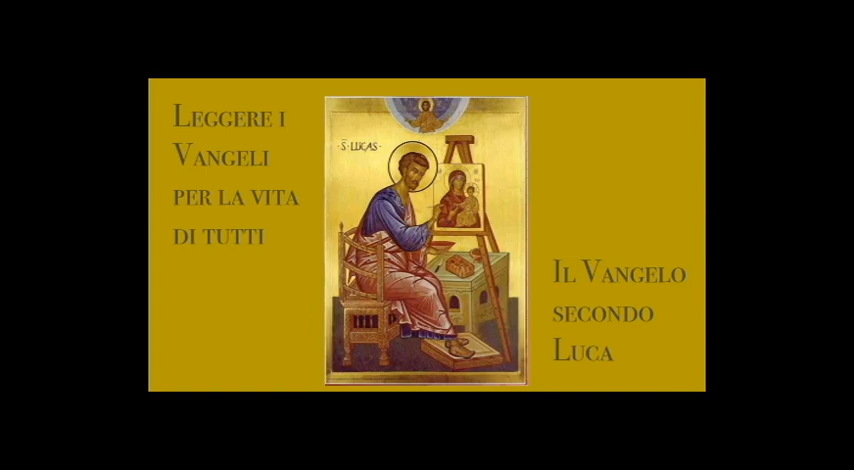 Leggere i
Vangeli
per la vita
di tutti
·S·LUCAS·
Il Vangelo
secondo
Luca